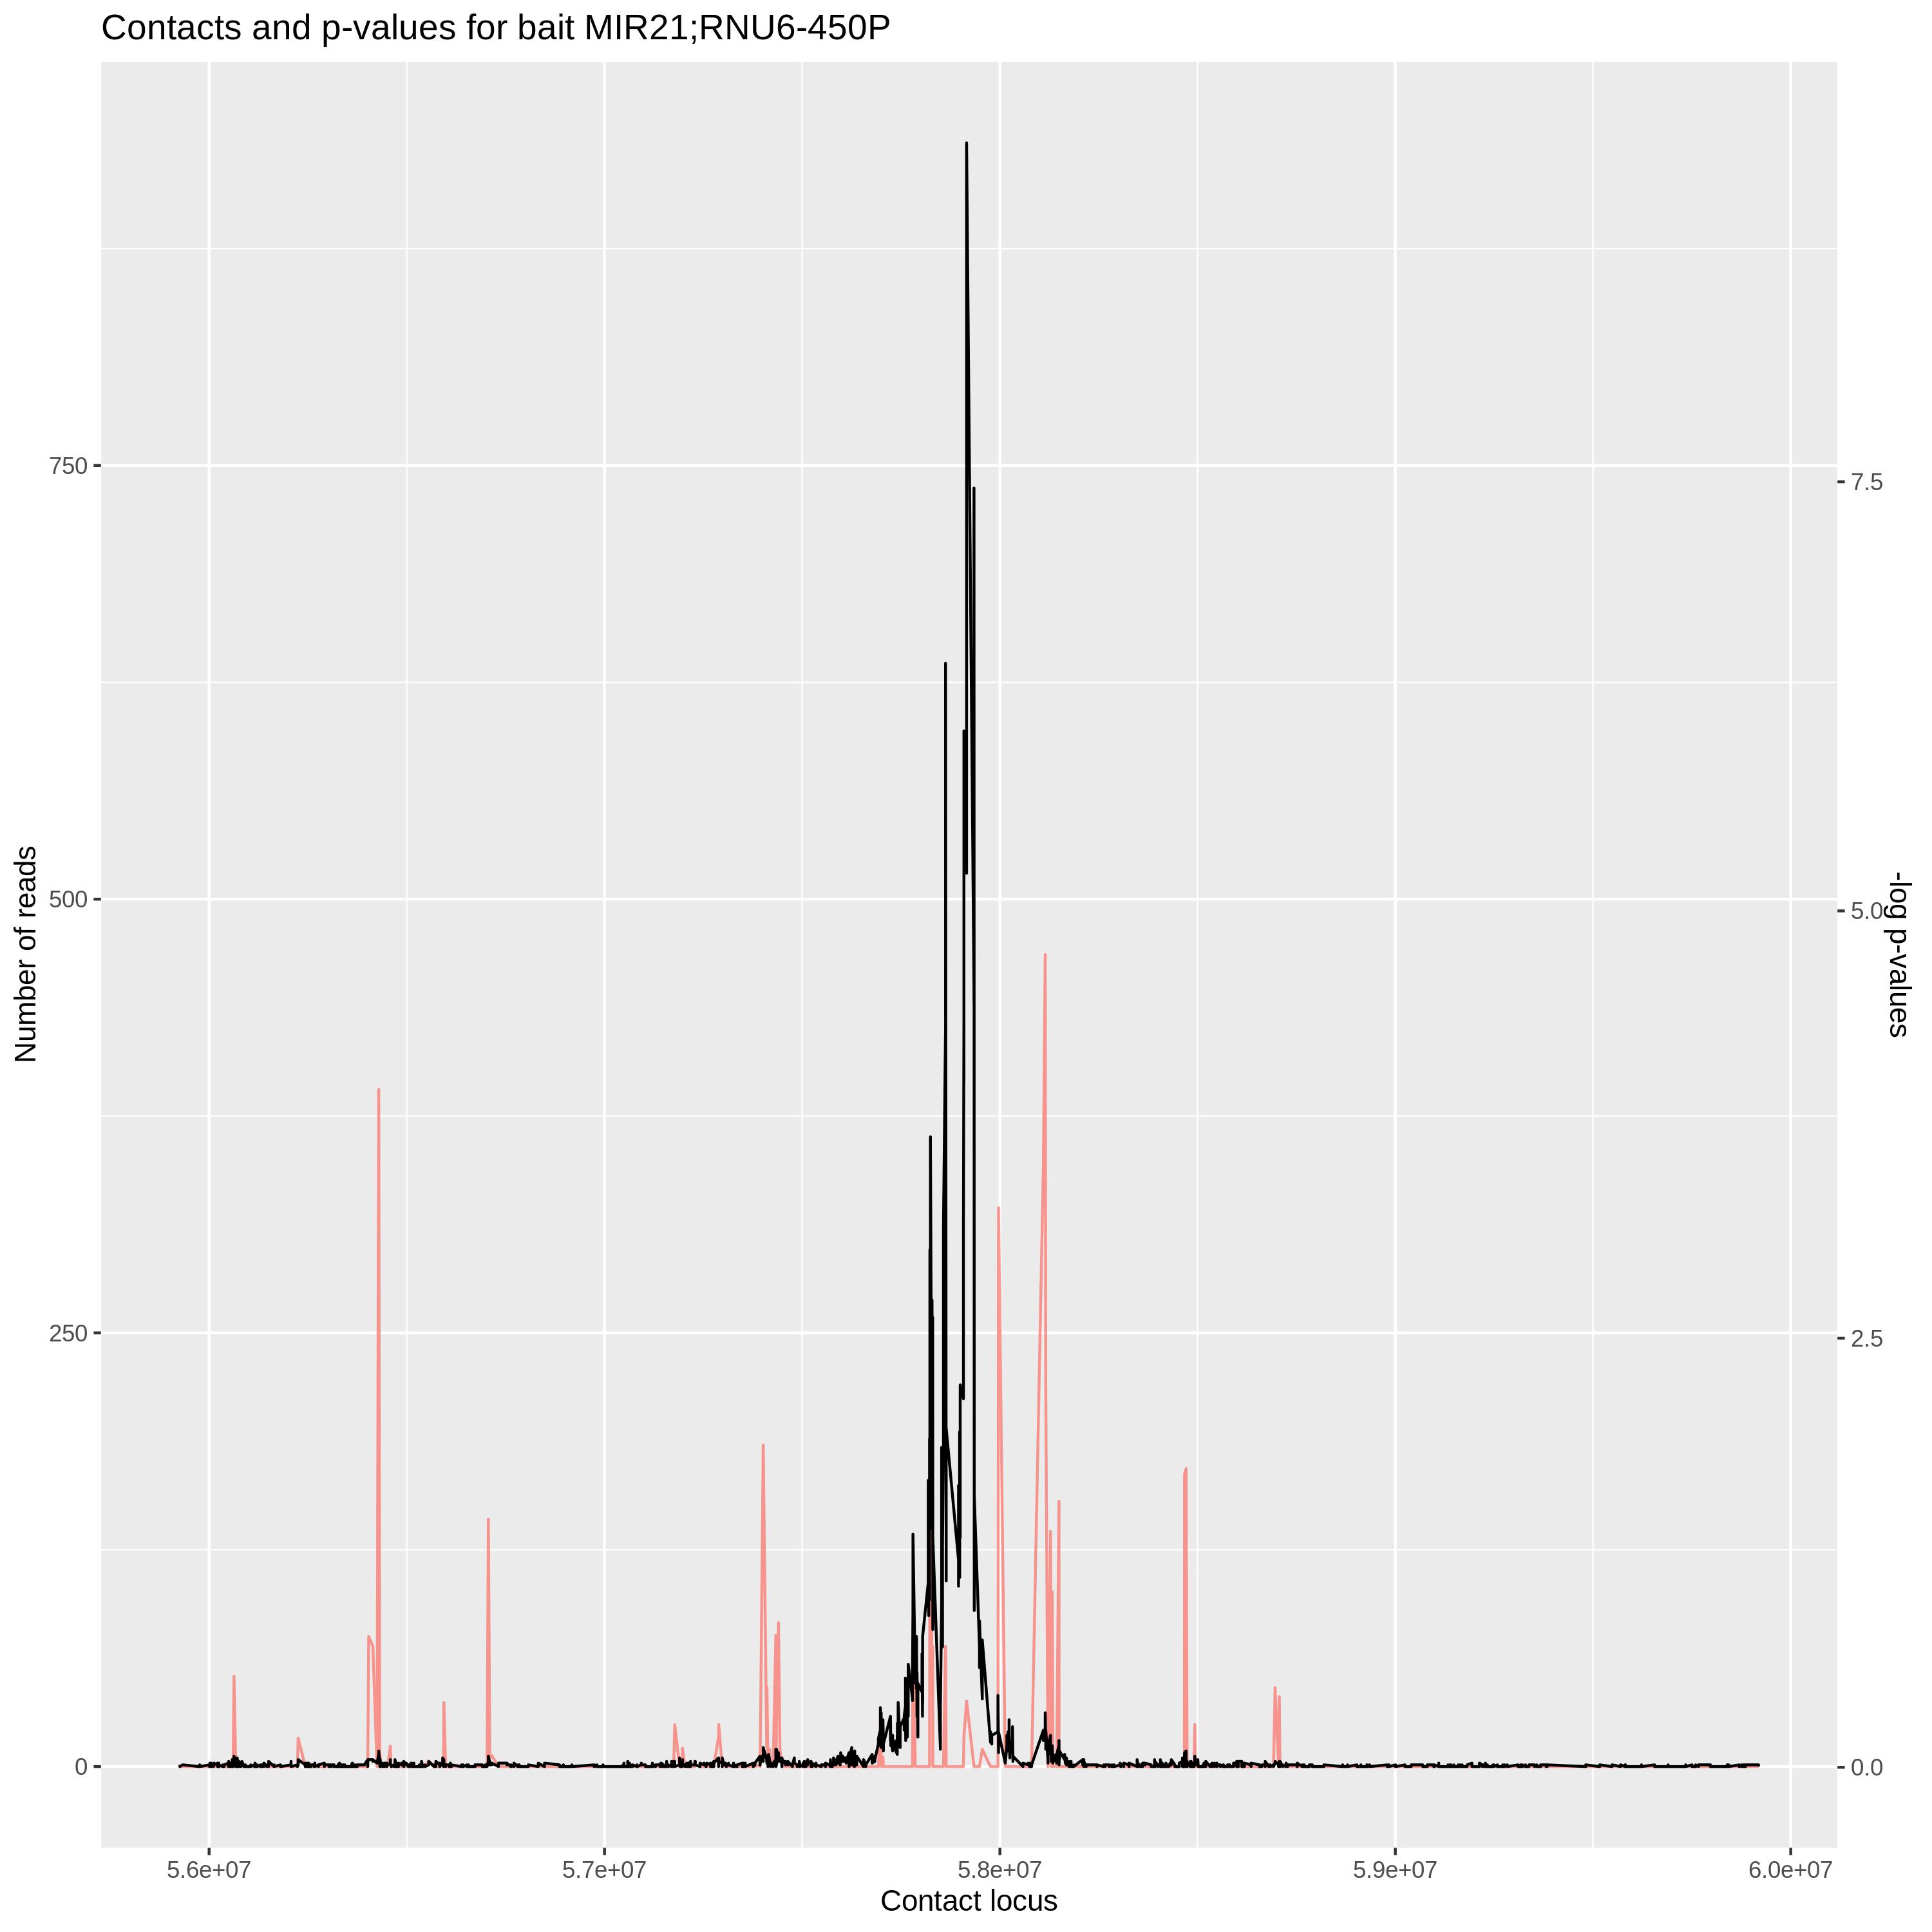 Contacts and p-values for bait MIR21;RNU6-450P
750
500
250
0
Number of reads
7.5
5.0
2.5
0.0
-log p-values
5.6e+07
5.7e+07
5.8e+07
5.9e+07
6.0e+07
Contact locus